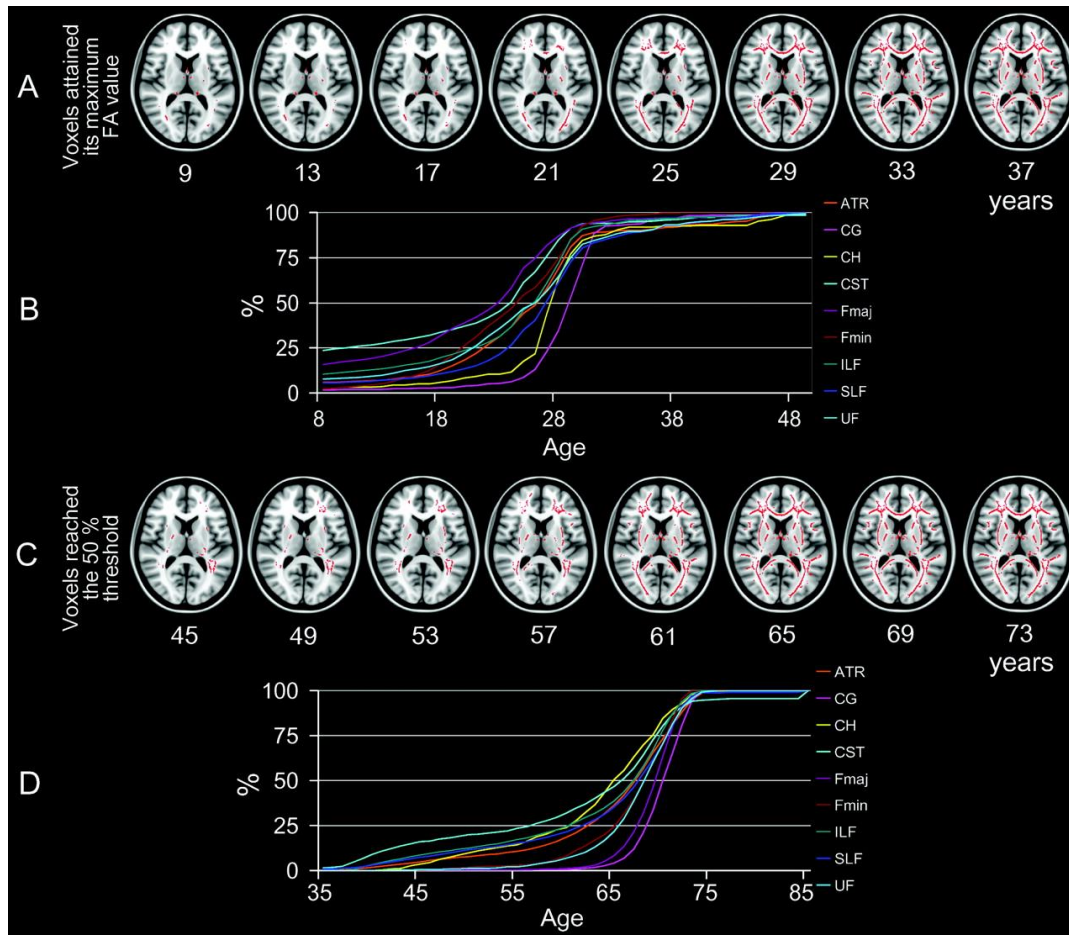 A
Voxels attained
its maximum
FA value
9 13 17 21 25 29 33 37
years
B
%
100
75
50
25
0
8 18 28 38 48
Age
ATR
CG
CH
CST
Fmaj
Fmin
ILF
SLF
UF
C
Voxels reached
the 50 %
threshold
45 49 53 57 61 65 69 73
years
D
%
100
75
50
25
0
35 45 55 65 75 85
Age
ATR
CG
CH
CST
Fmaj
Fmin
ILF
SLF
UF